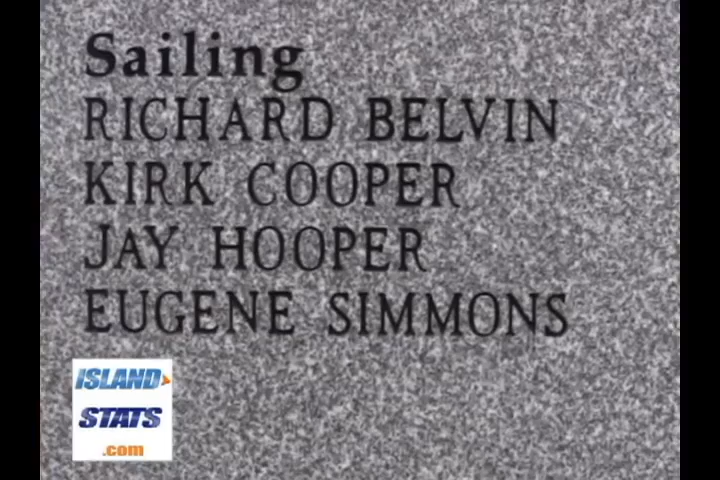 Sailing
RICHARD BELVIN
KIRK COOPER
JAY HOOPER
EUGENE SIMMONS
ISLAND
STATS
.com